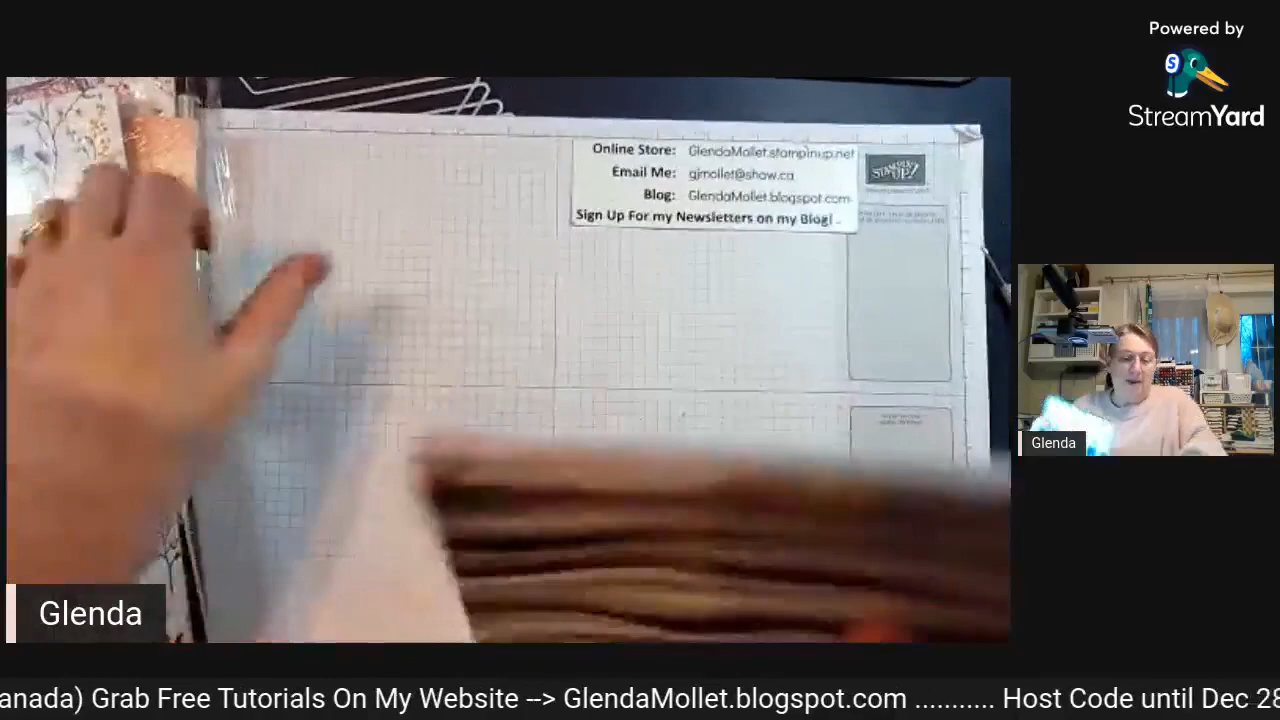 Powered by
StreamYard
Online Store: GlendaMollet.stampinup.net
Email Me: gjmollet@shaw.ca
Blog: GlendaMollet.blogspot.com
Sign Up For my Newsletters on my Blog!
STAMPIN' UP!
Glenda
Glenda
anada) Grab Free Tutorials On My Website --> GlendaMollet.blogspot.com ........... Host Code until Dec 28